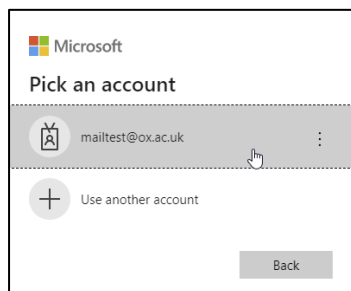 Microsoft
Pick an account
mailtest@ox.ac.uk
Use another account
Back